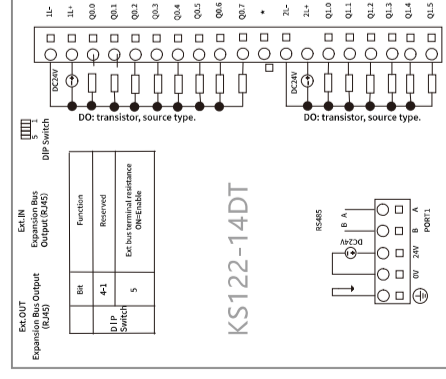 1L-
1L+
Q0.0
Q0.1
Q0.2
Q0.3
Q0.4
Q0.5
Q0.6
Q0.7
*
2L-
2L+
Q1.0
Q1.1
Q1.2
Q1.3
Q1.4
Q1.5
DC24V
DC24V
DO: transistor, source type.
DO: transistor, source type.
5 1
DIP Switch
Ext.IN
Expansion Bus
Output (RJ45)
Ext.OUT
Expansion Bus Output
(RJ45)
DIP
Switch
Bit
Function
4-1
Reserved
5
Ext bus terminal resistance
ON=Enable
KS122-14DT
RS485
A
B
DC24V
A
B
24V
0V
PORT1